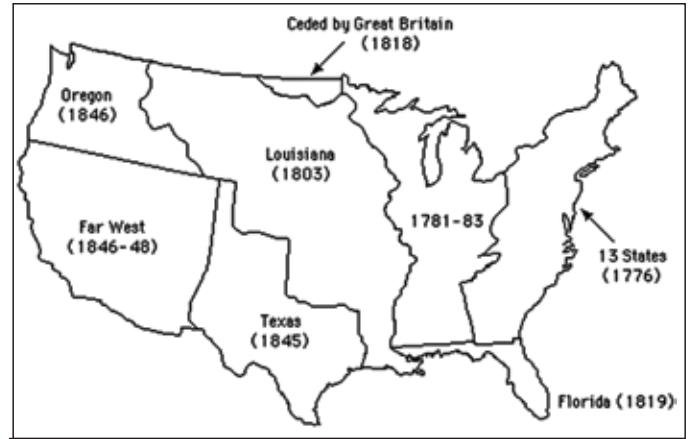 Ceded by Great Britain
(1818)
Oregon
(1846)
Louisiana
(1803)
Far West
(1846-48)
1781-83
13 States
(1776)
Texas
(1845)
Florida (1819)